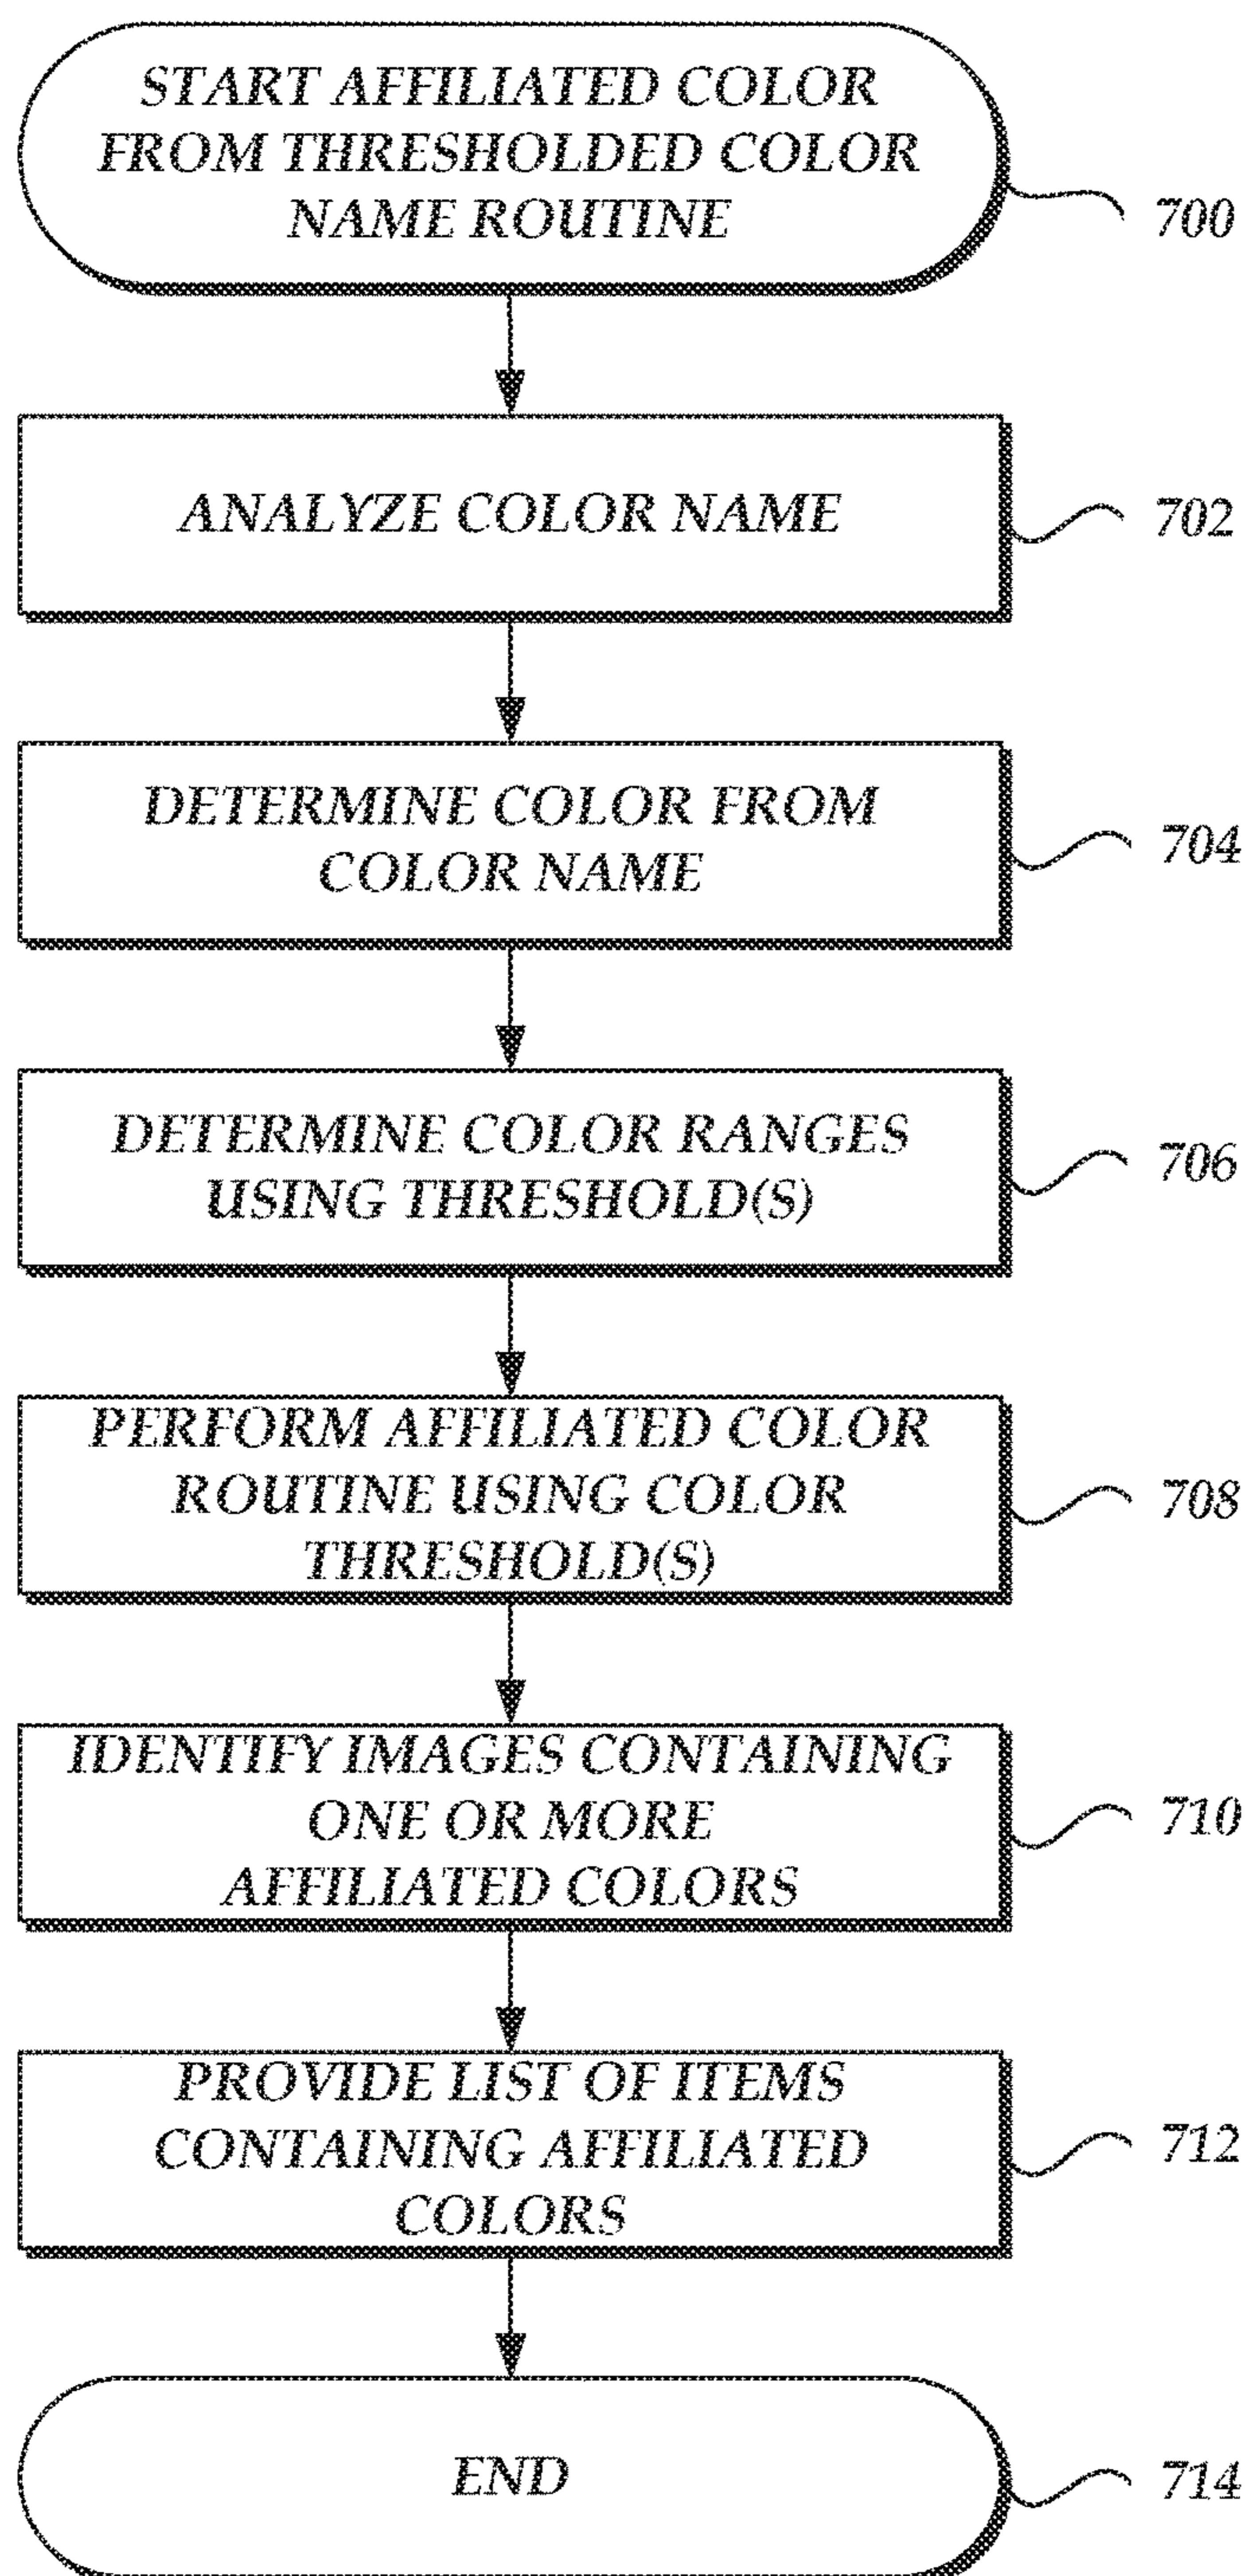 START AFFILIATED COLOR
FROM THRESHOLDED COLOR
NAME ROUTINE
700
ANALYZE COLOR NAME
702
DETERMINE COLOR FROM
COLOR NAME
704
DETERMINE COLOR RANGES
USING THRESHOLD(S)
706
PERFORM AFFILIATED COLOR
ROUTINE USING COLOR
THRESHOLD(S)
708
IDENTIFY IMAGES CONTAINING
ONE OR MORE
AFFILIATED COLORS
710
PROVIDE LIST OF ITEMS
CONTAINING AFFILIATED
COLORS
712
END
714